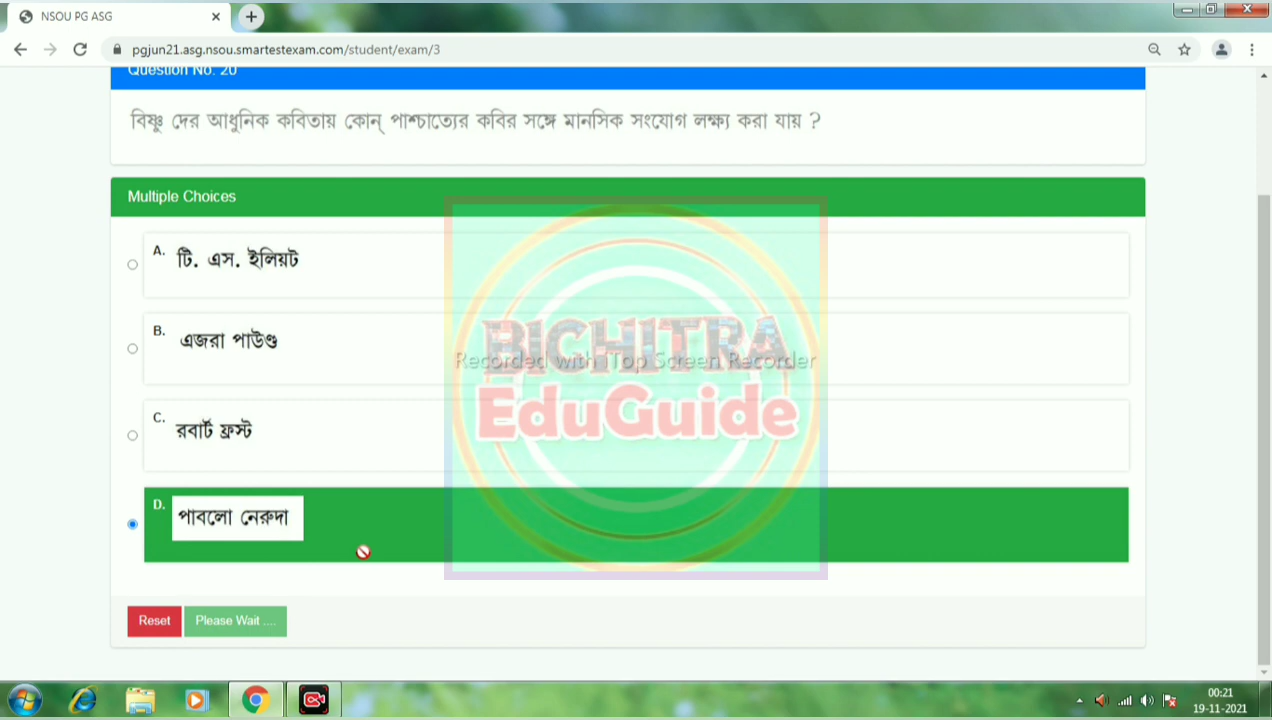 NSOU PG ASG
pgjun21.asg.nsou.smartestexam.com/student/exam/3
Question No. 20
বিষ্ণু দের আধুনিক কবিতায় কোন্ পাশ্চাত্যের কবির সঙ্গে মানসিক সংযোগ লক্ষ্য করা যায় ?
Multiple Choices
A. টি. এস. ইলিয়ট
B. এজরা পাউণ্ড
BICHITRA
Recorded with iTop Screen Recorder
EduGuide
C. রবার্ট ফ্রস্ট
D. পাবলো নেরুদা
Reset Please Wait ....
00:21
19-11-2021